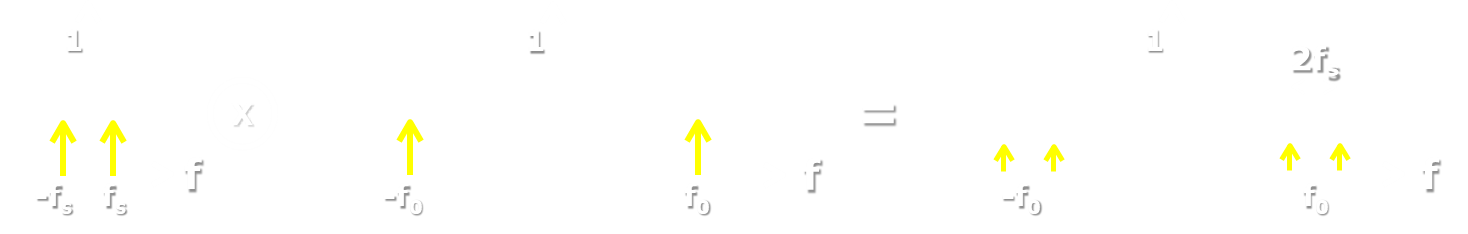 1 1 1
2fₛ
x =
f f f
-fₛ fₛ -f₀ f₀ -f₀ f₀